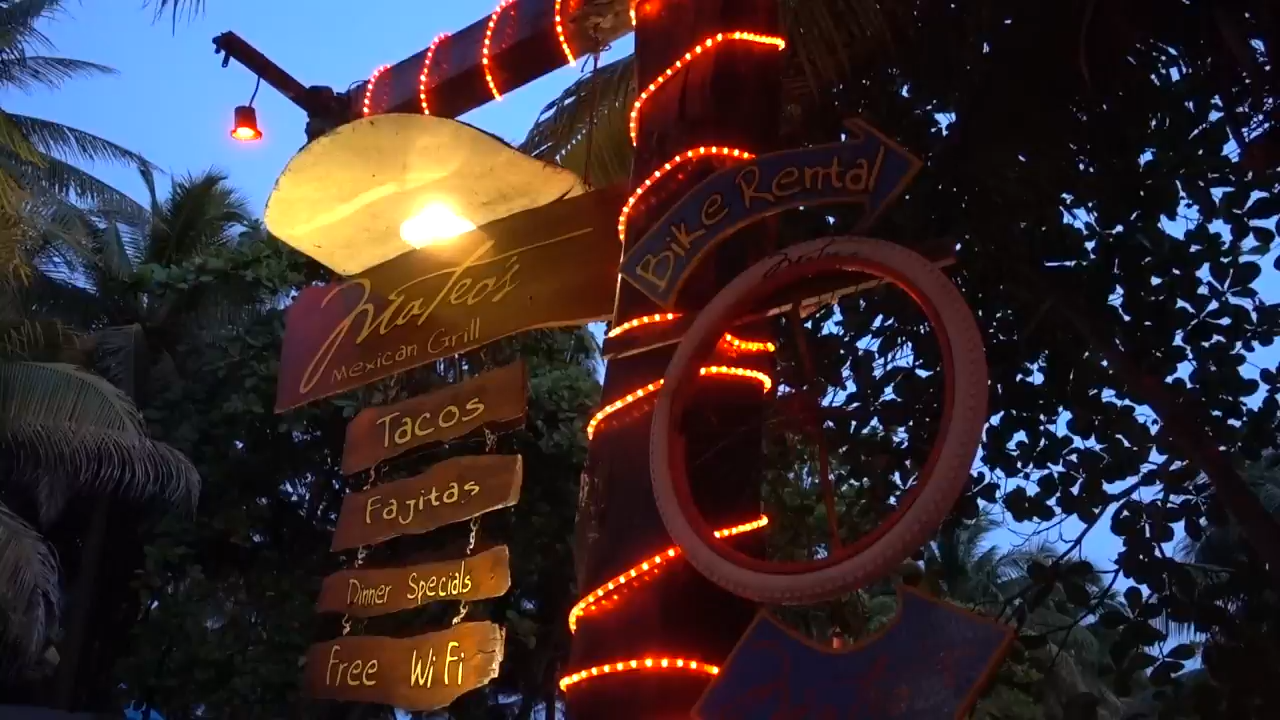 Mateo's
Mexican Grill
Tacos
Fajitas
Dinner Specials
Free WiFi
Bike Rental